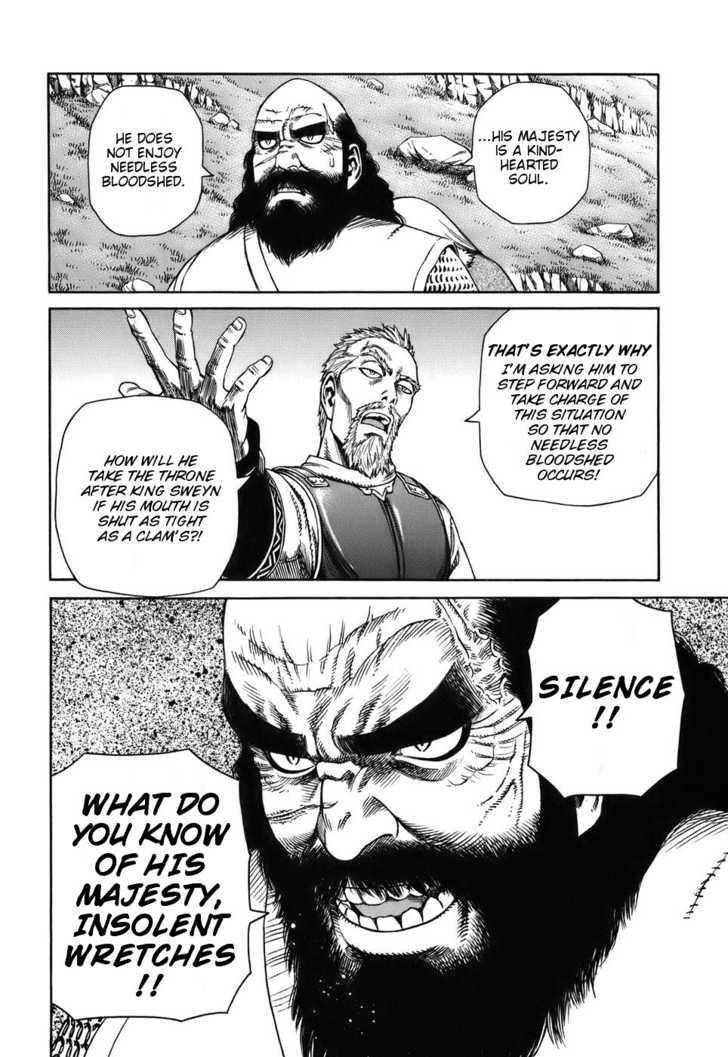 ...HIS MAJESTY
IS A KIND-
HEARTED
SOUL.
HE DOES
NOT ENJOY
NEEDLESS
BLOODSHED.
THAT'S EXACTLY WHY
I'M ASKING HIM TO
STEP FORWARD AND
TAKE CHARGE OF
THIS SITUATION
SO THAT NO
NEEDLESS
BLOODSHED
OCCURS!
HOW WILL HE
TAKE THE THRONE
AFTER KING SWEYN
IF HIS MOUTH IS
SHUT AS TIGHT
AS A CLAM'S?!
SILENCE
!!
WHAT DO
YOU KNOW
OF HIS
MAJESTY,
INSOLENT
WRETCHES
!!